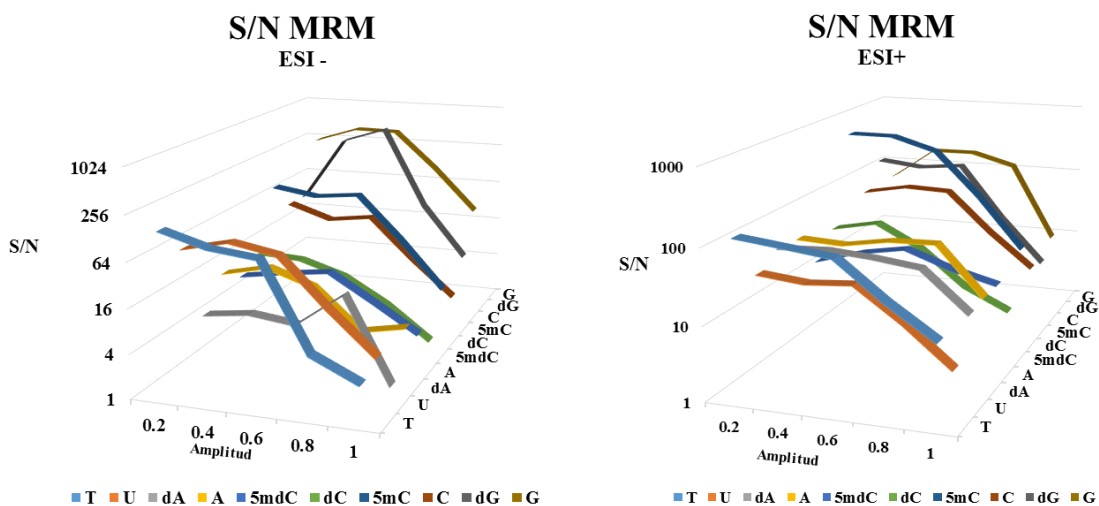 S/N MRM
ESI -
1024
256
64
16
4
1
S/N
0.2
0.4
0.6
0.8
1
Amplitud
G
dG
C
5mC
dC
5mdC
A
dA
U
T
T U dA A 5mdC dC 5mC C dG G
S/N MRM
ESI+
1000
100
10
1
S/N
0.2
0.4
0.6
0.8
1
Amplitud
G
dG
C
5mC
dC
5mdC
A
dA
U
T
T U dA A 5mdC dC 5mC C dG G